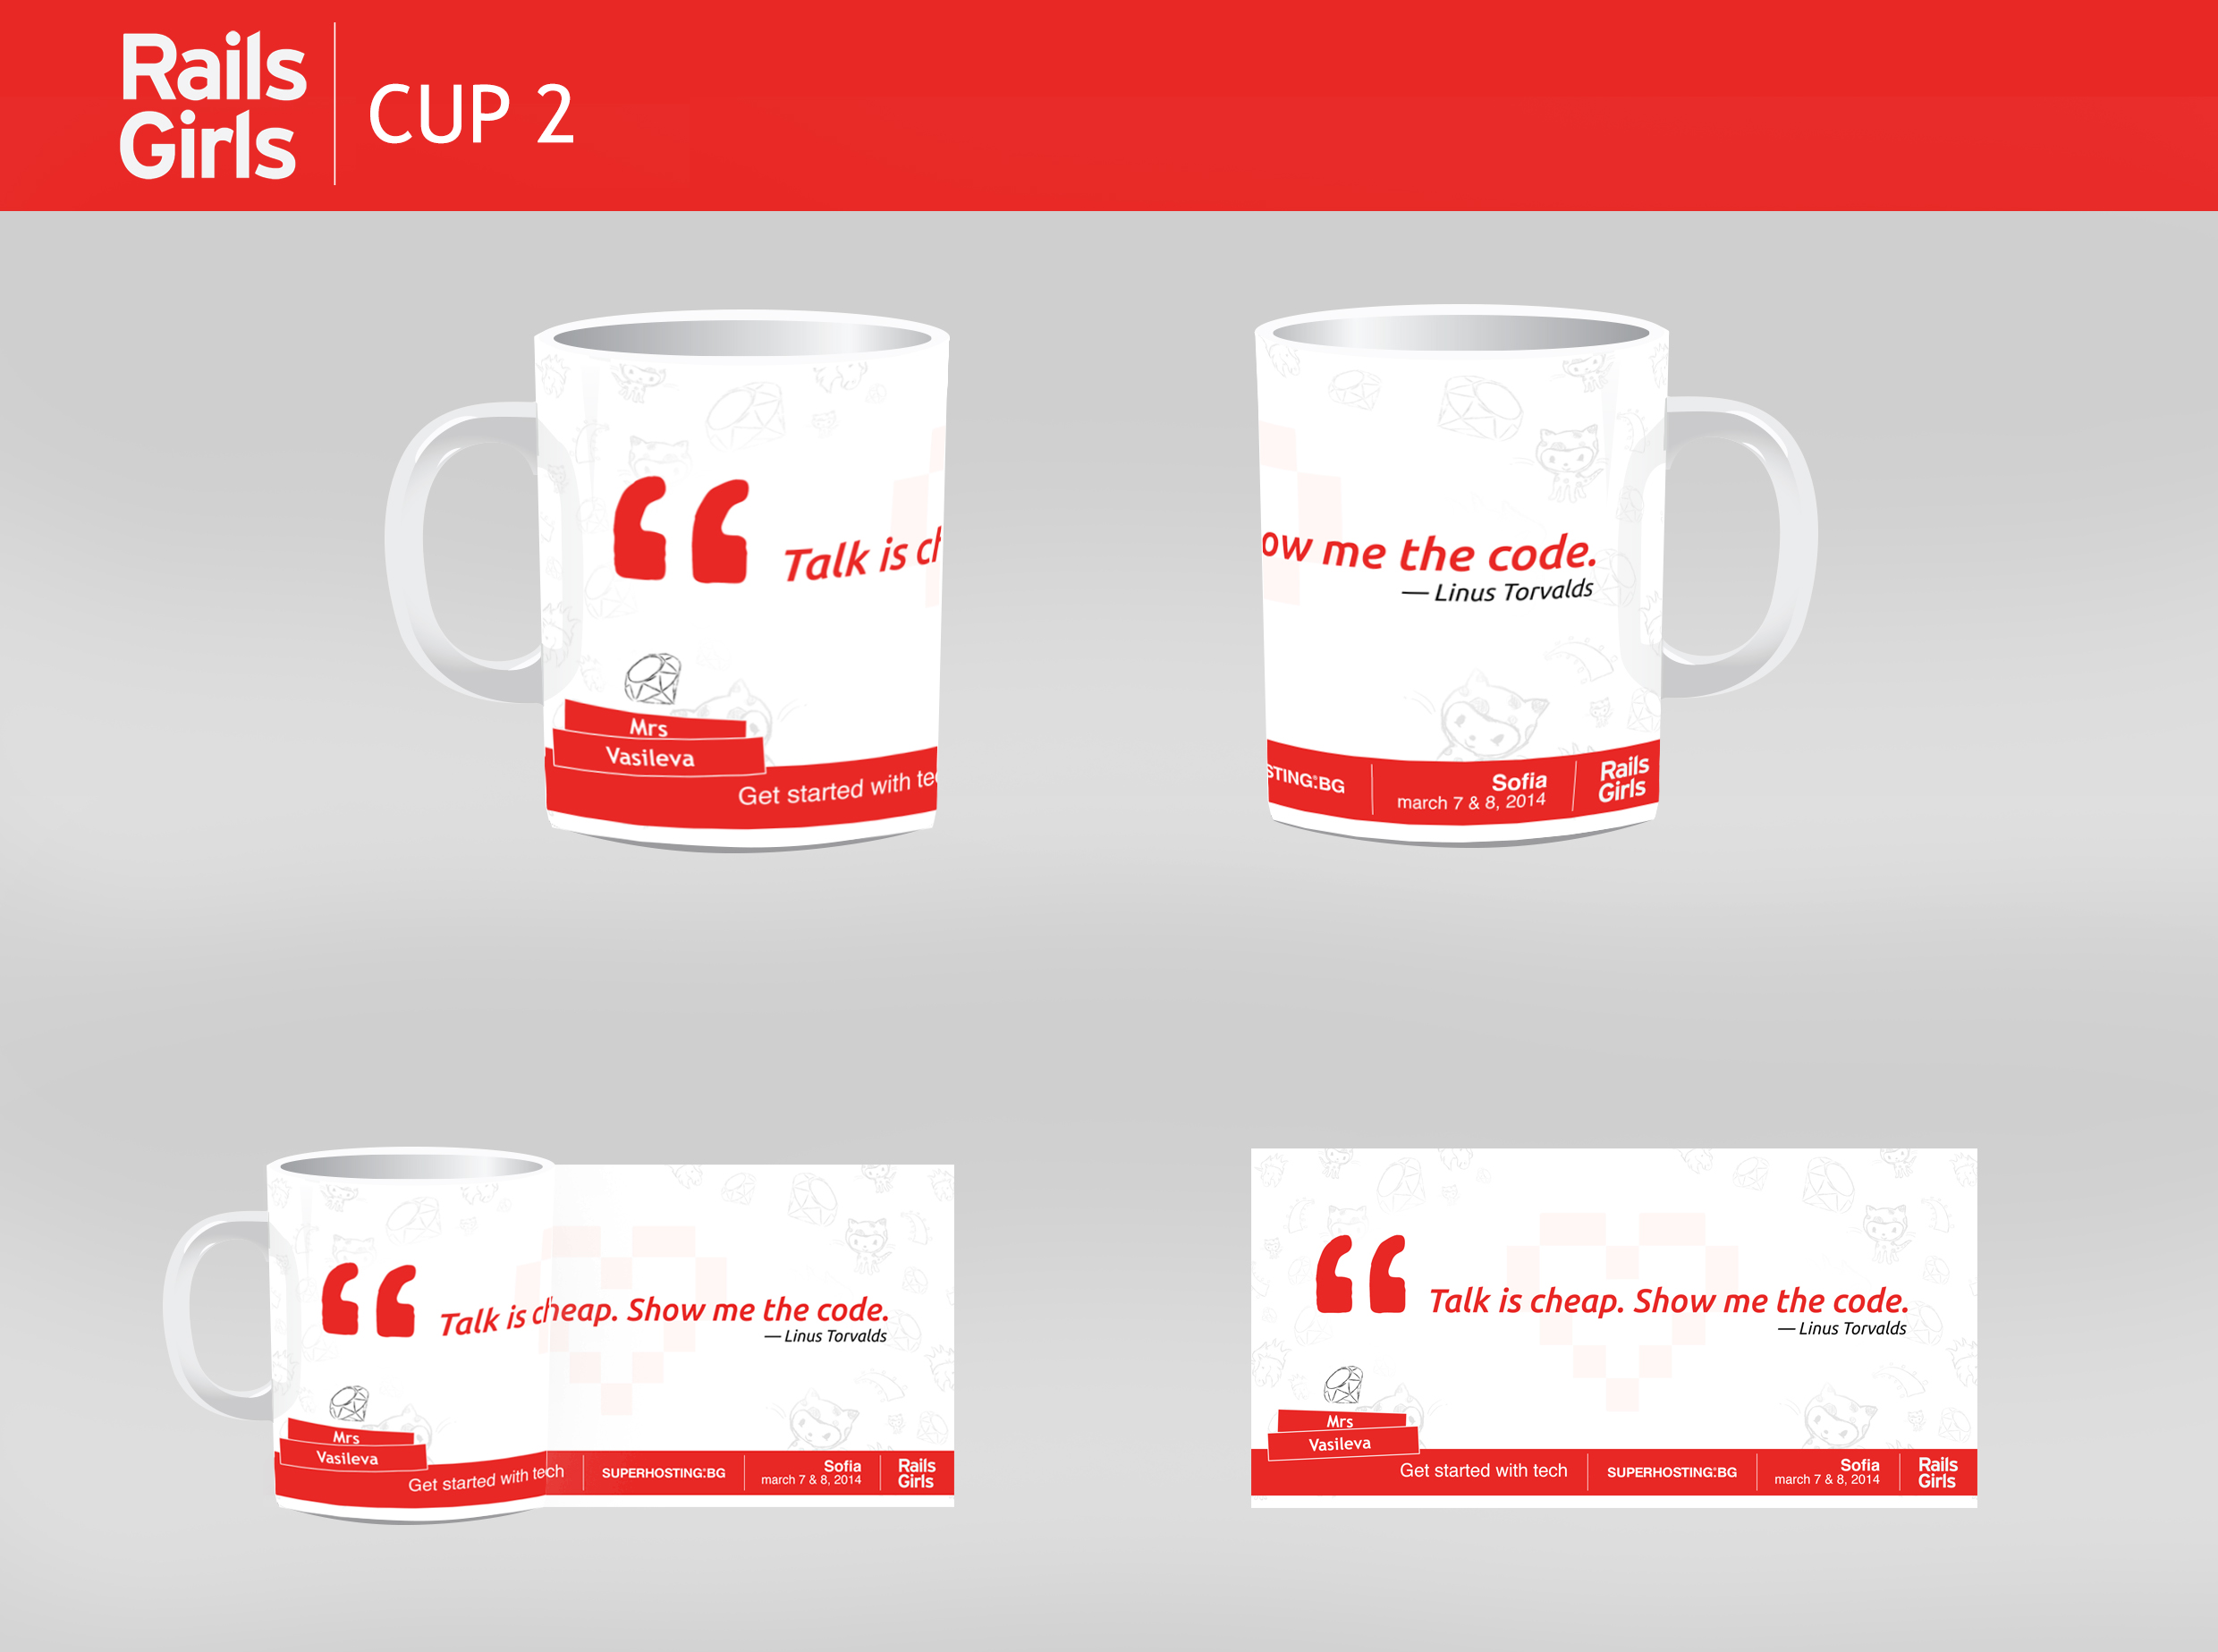 Rails
Girls
CUP 2
Talk is ch
Mrs
Vasileva
Get started with tec
ow me the code.
— Linus Torvalds
STING.BG
Sofia
march 7 & 8, 2014
Rails
Girls
Talk is cheap. Show me the code.
— Linus Torvalds
Mrs
Vasileva
Get started with tech
SUPERHOSTING.BG
Sofia
march 7 & 8, 2014
Rails
Girls
Talk is cheap. Show me the code.
— Linus Torvalds
Mrs
Vasileva
Get started with tech
SUPERHOSTING.BG
Sofia
march 7 & 8, 2014
Rails
Girls